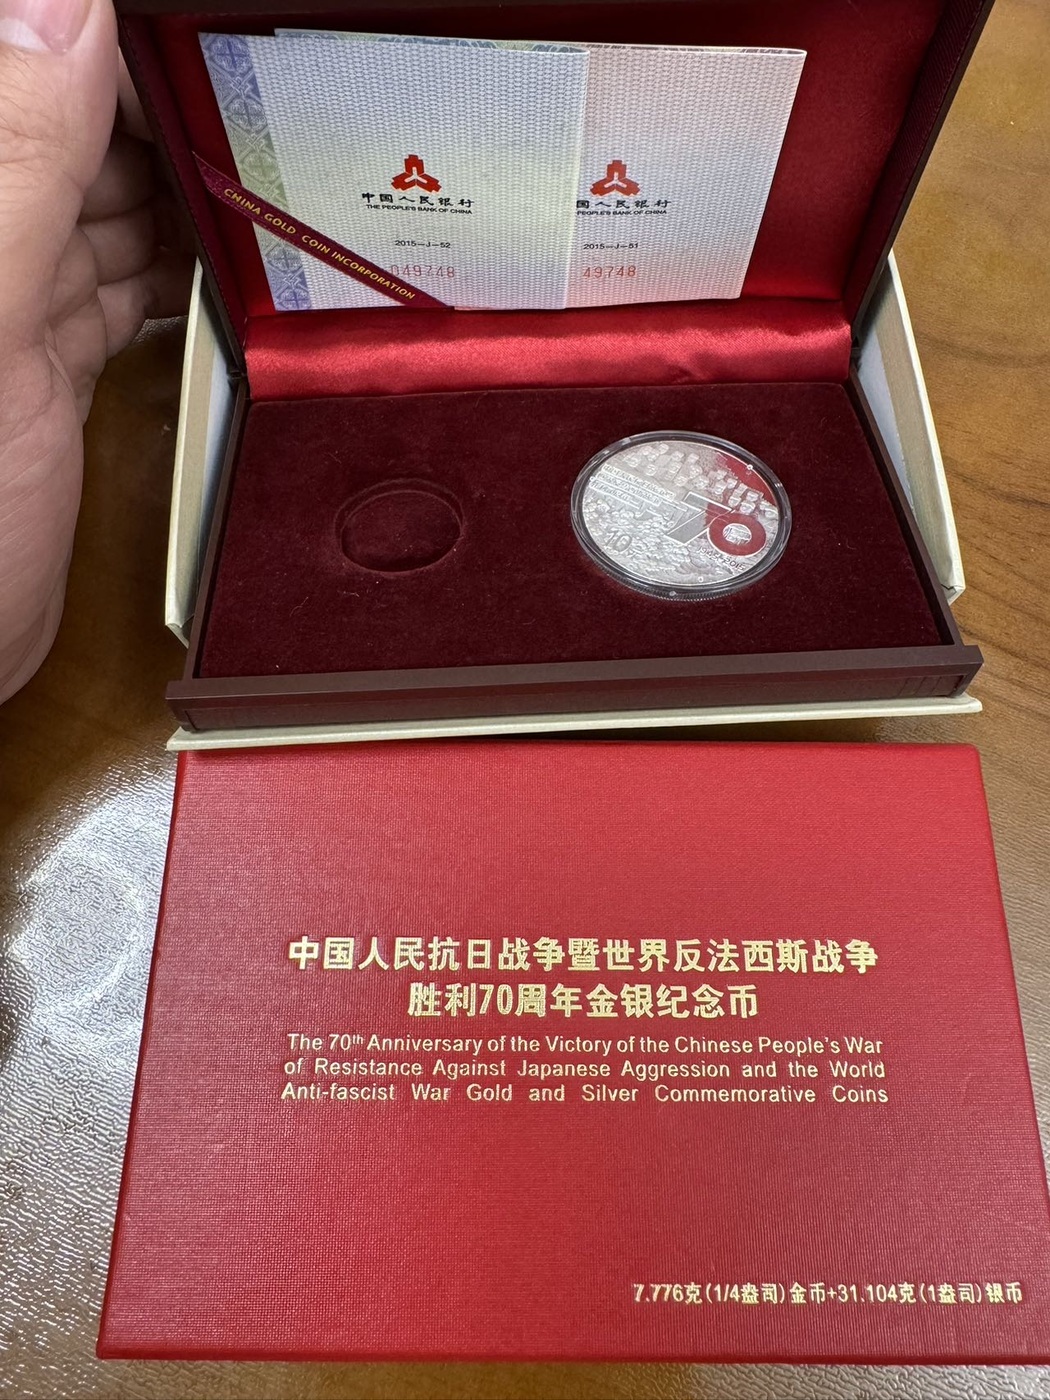 中国人民银行
THE PEOPLE'S BANK OF CHINA
2015-J-52
049748
国人民银行
PEOPLE'S BANK OF CHINA
2015-J-51
49748
CHINA GOLD COIN INCORPORATION
70
10
中国人民抗日战争暨世界反法西斯战争
胜利70周年金银纪念币
The 70th Anniversary of the Victory of the Chinese People's War
of Resistance Against Japanese Aggression and the World
Anti-fascist War Gold and Silver Commemorative Coins
7.776克(1/4盎司)金币+31.104克(1盎司)银币